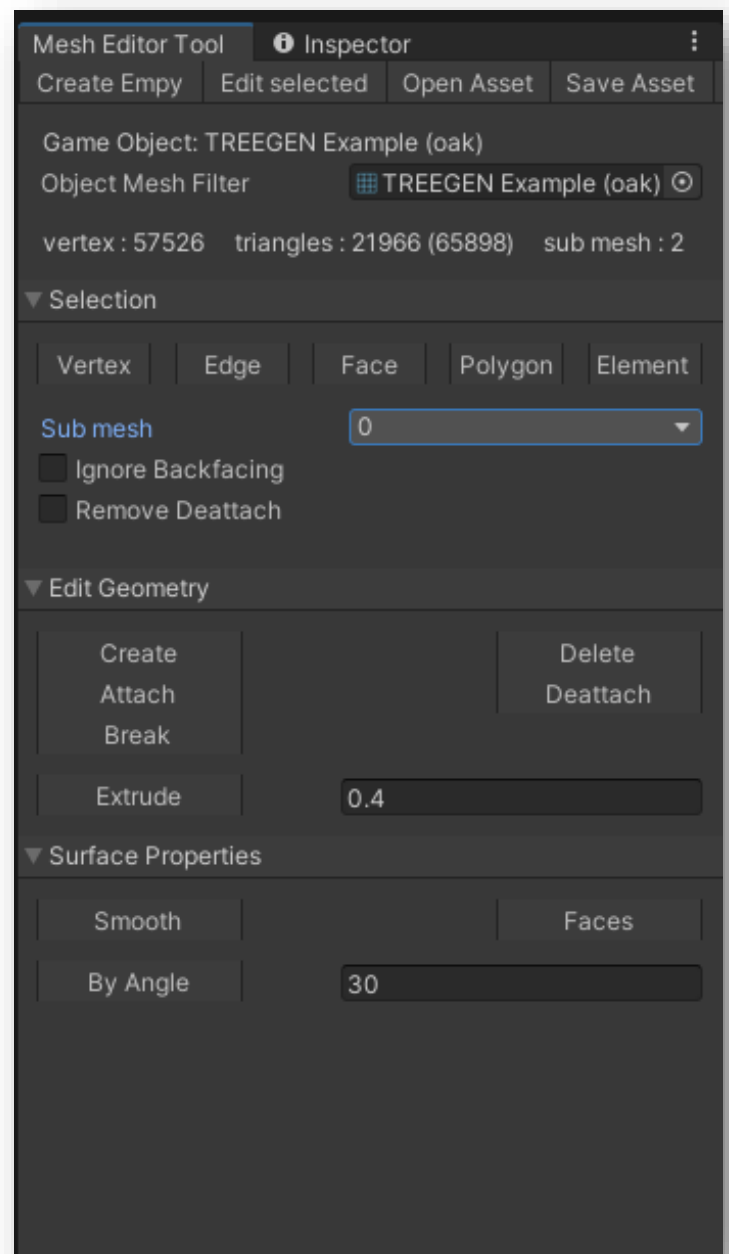 Mesh Editor Tool Inspector
Create Empy Edit selected Open Asset Save Asset
Game Object: TREEGEN Example (oak)
Object Mesh Filter TREEGEN Example (oak)
vertex : 57526 triangles : 21966 (65898) sub mesh : 2
Selection
Vertex Edge Face Polygon Element
Sub mesh 0
Ignore Backfacing
Remove Deattach
Edit Geometry
Create Delete
Attach Deattach
Break
Extrude 0.4
Surface Properties
Smooth Faces
By Angle 30